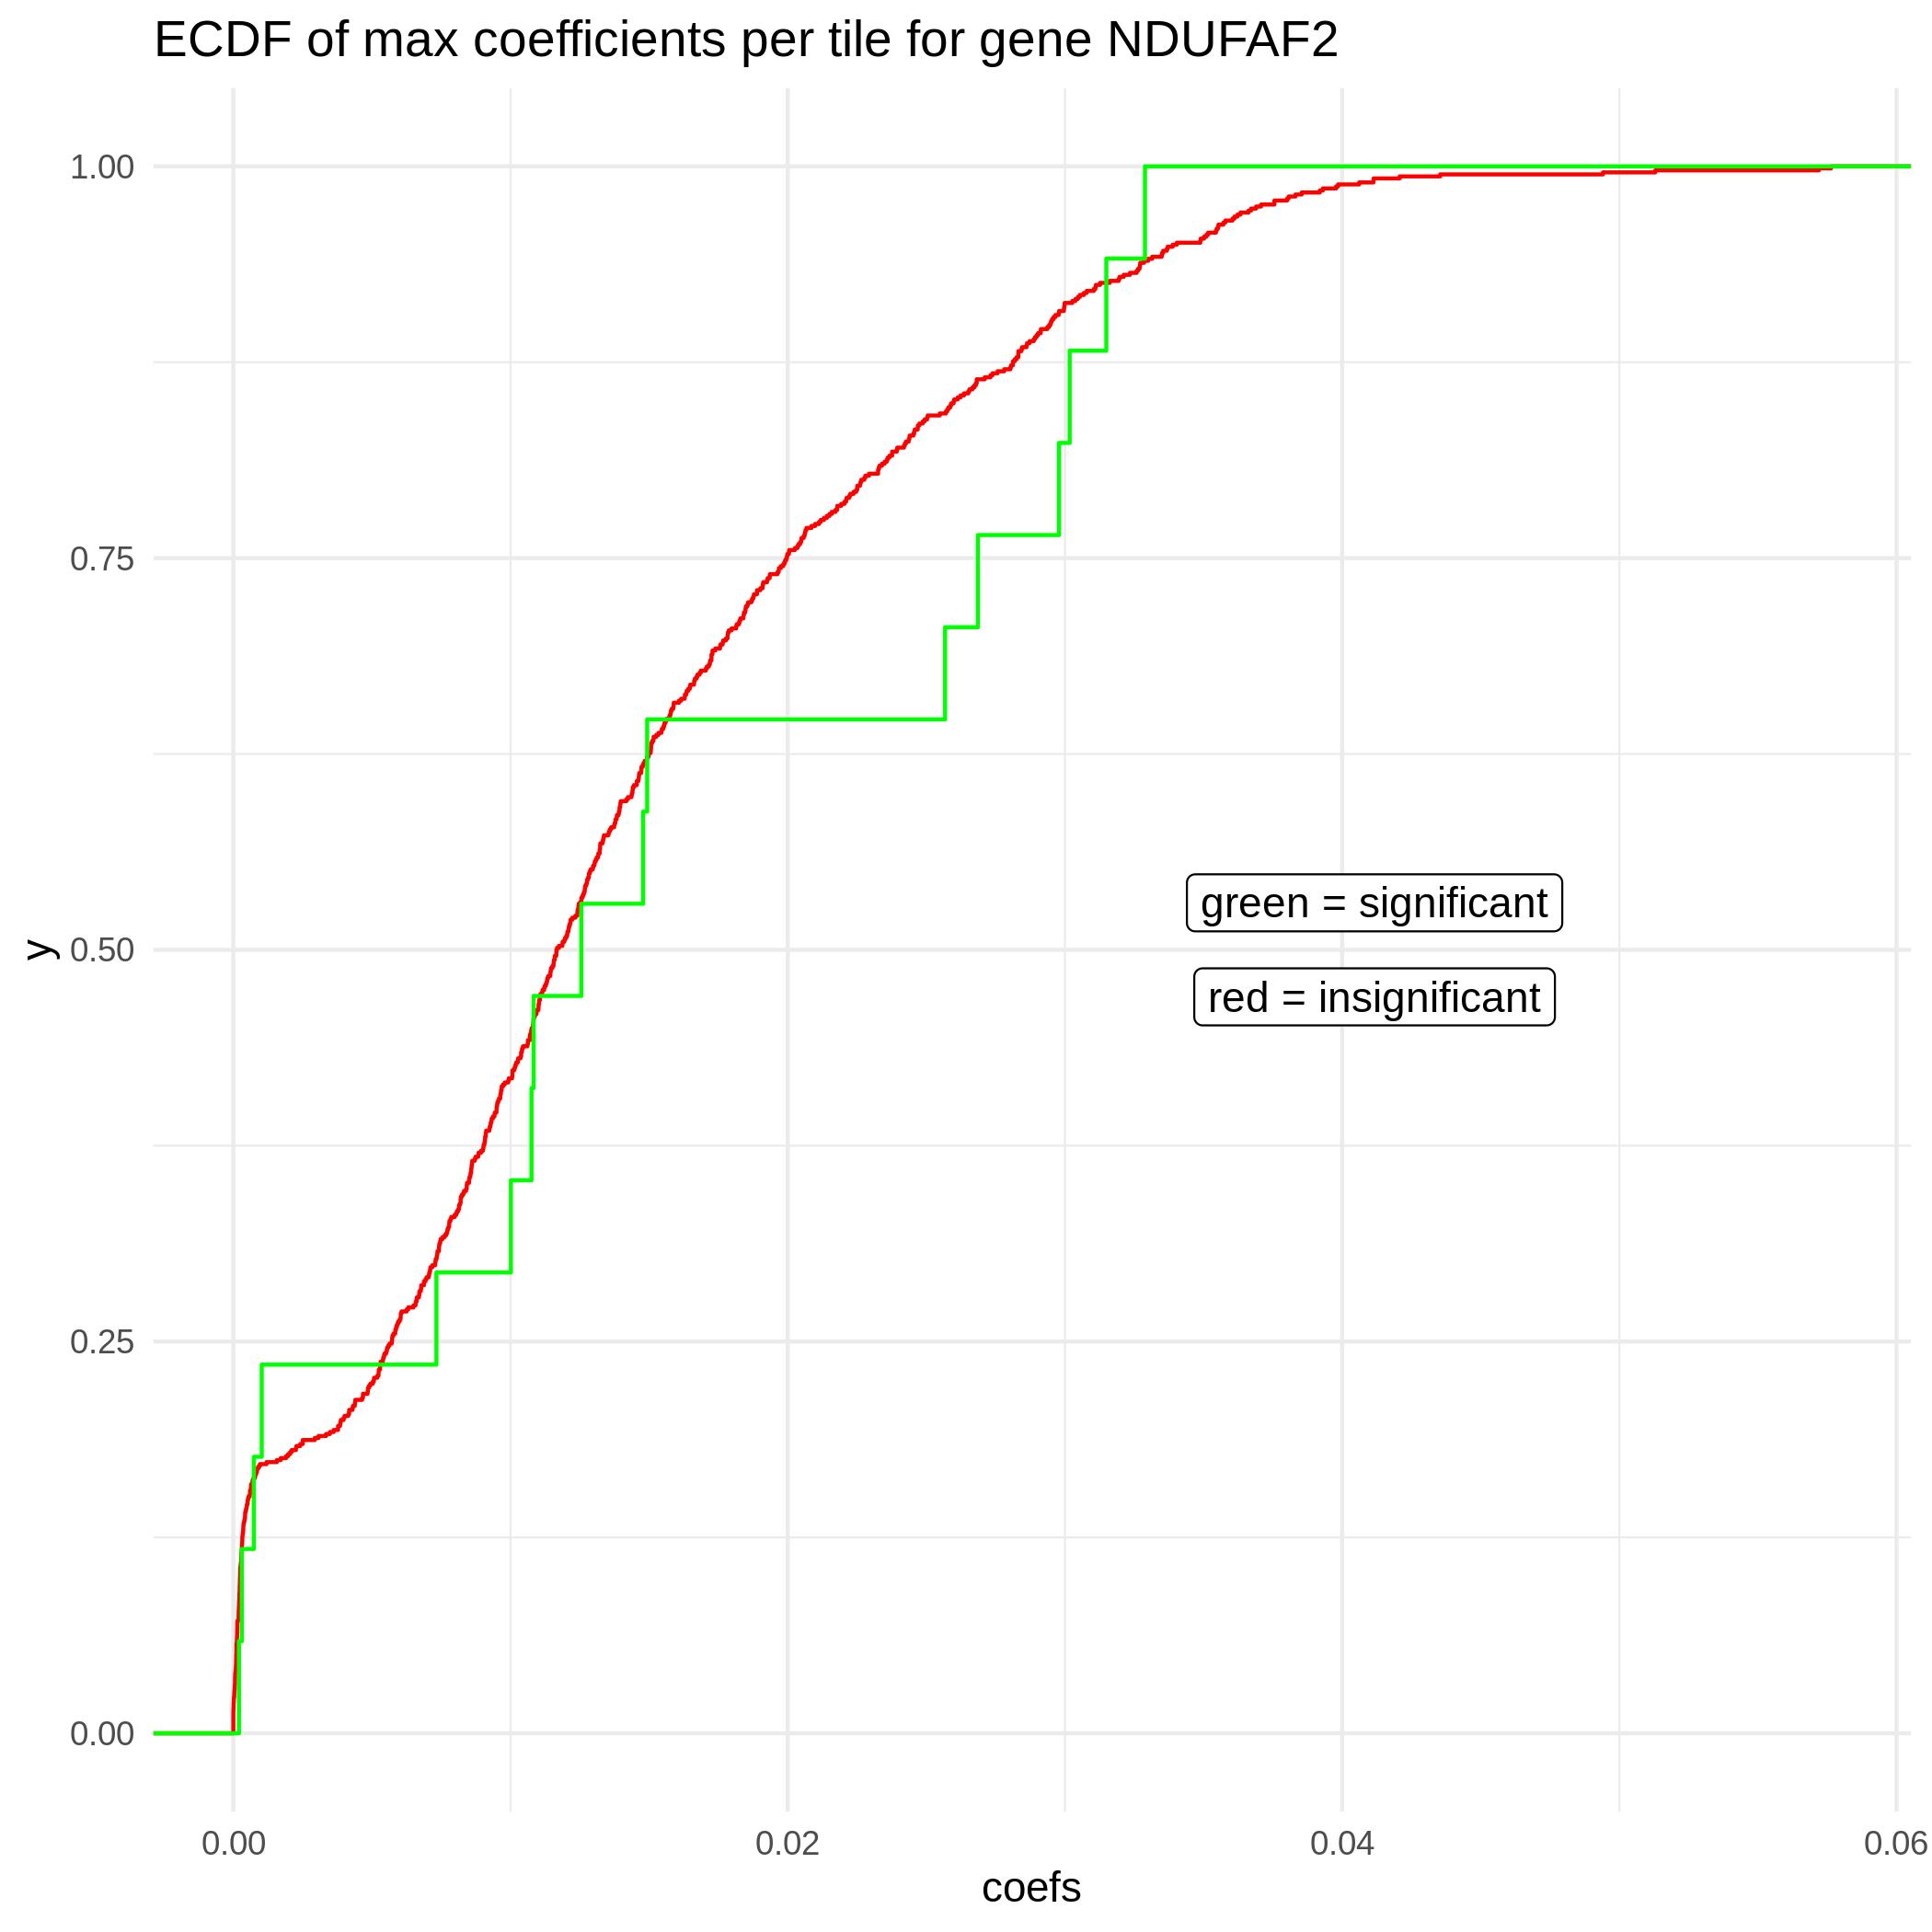 ECDF of max coefficients per tile for gene NDUFAF2
1.00
0.75
0.50
0.25
0.00
y
green = significant
red = insignificant
0.00
0.02
0.04
0.06
coefs